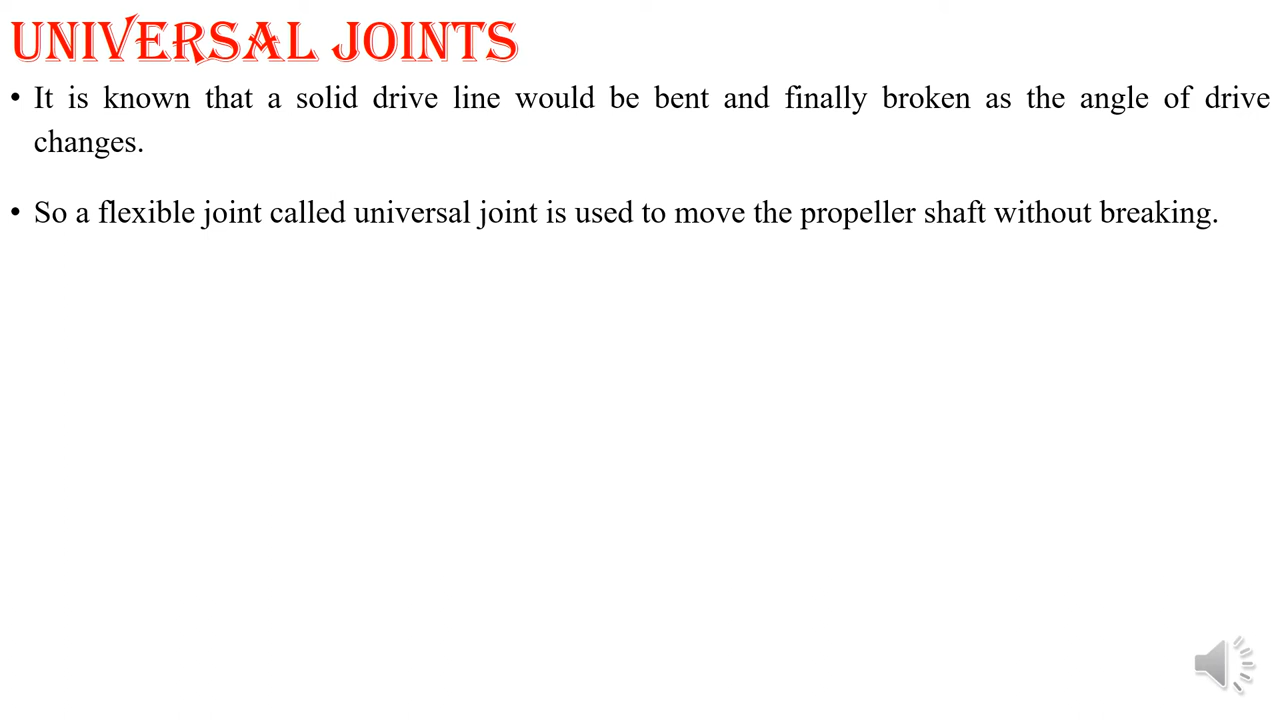 UNIVERSAL JOINTS
• It is known that a solid drive line would be bent and finally broken as the angle of drive
changes.
• So a flexible joint called universal joint is used to move the propeller shaft without breaking.